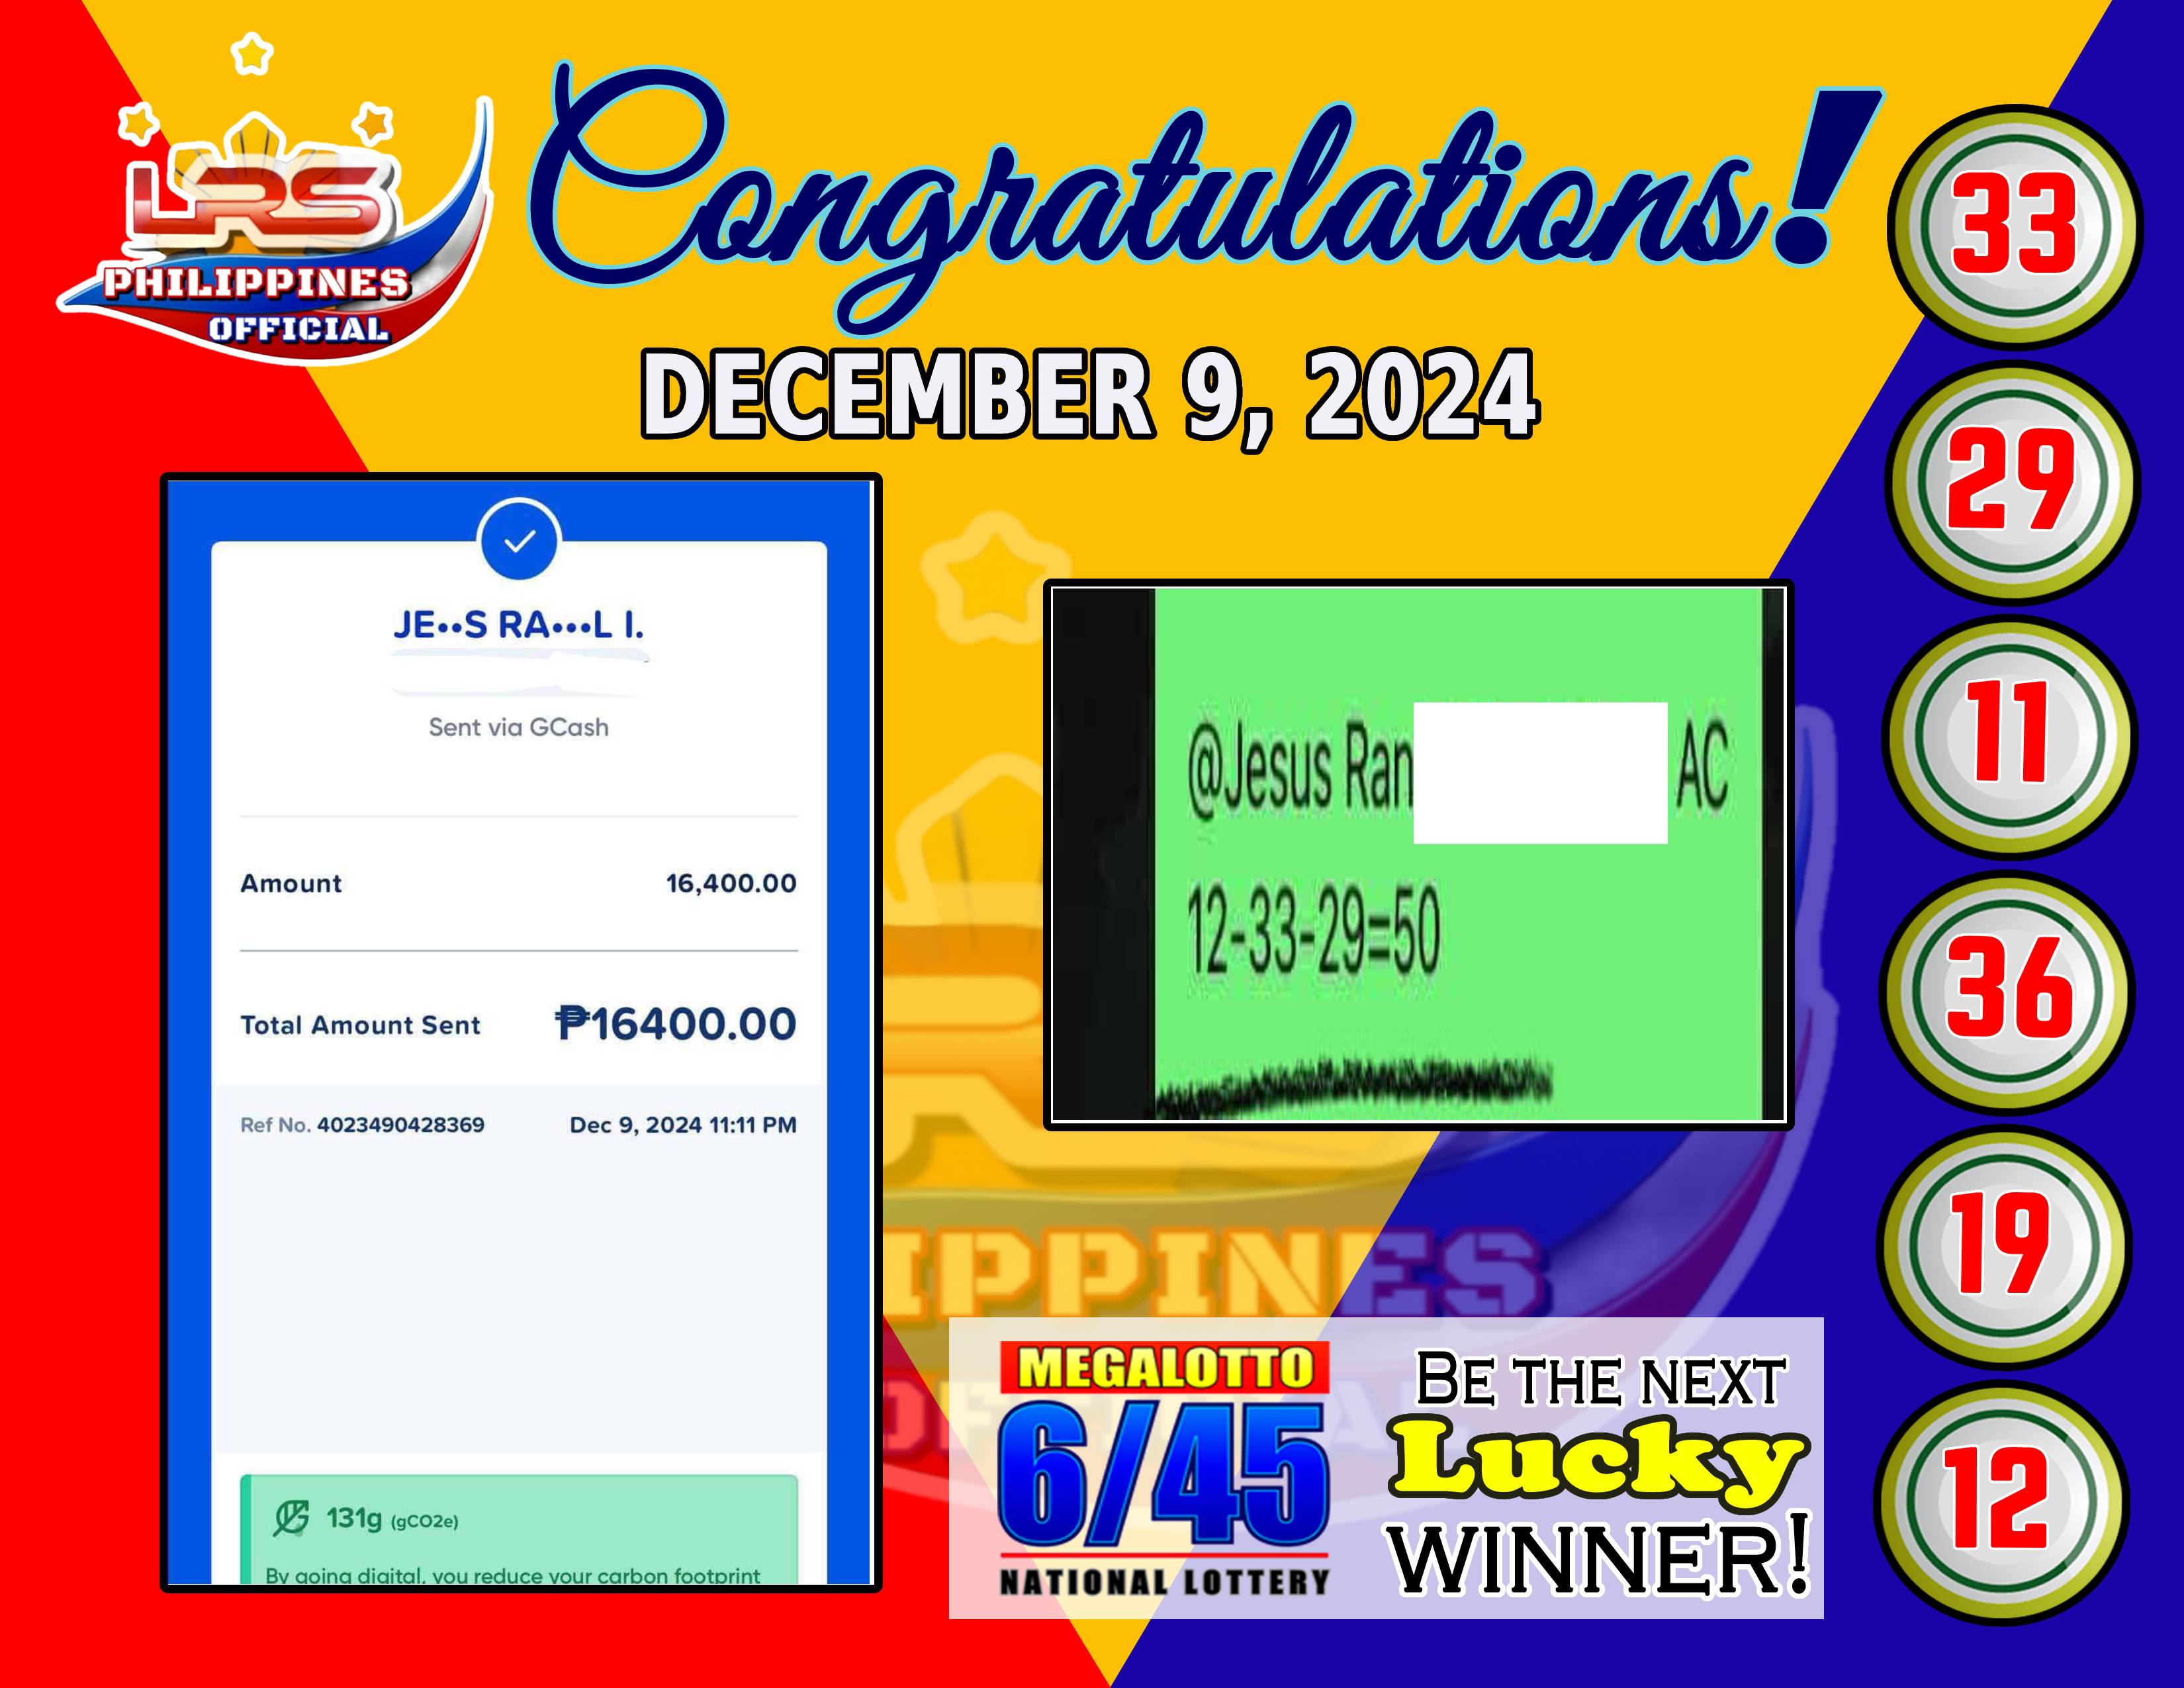 LRS
PHILIPPINES
OFFICIAL
Congratulations!
DECEMBER 9, 2024
JE••S RA•••L I.
Sent via GCash
Amount 16,400.00
Total Amount Sent ₱16400.00
Ref No. 4023490428369 Dec 9, 2024 11:11 PM
131g (gCO2e)
By going digital, you reduce your carbon footprint
@Jesus Ran AC
12-33-29=50
IPPINES
MEGALOTTO
6/45
NATIONAL LOTTERY
BE THE NEXT
Lucky
WINNER!
33
29
11
36
19
12